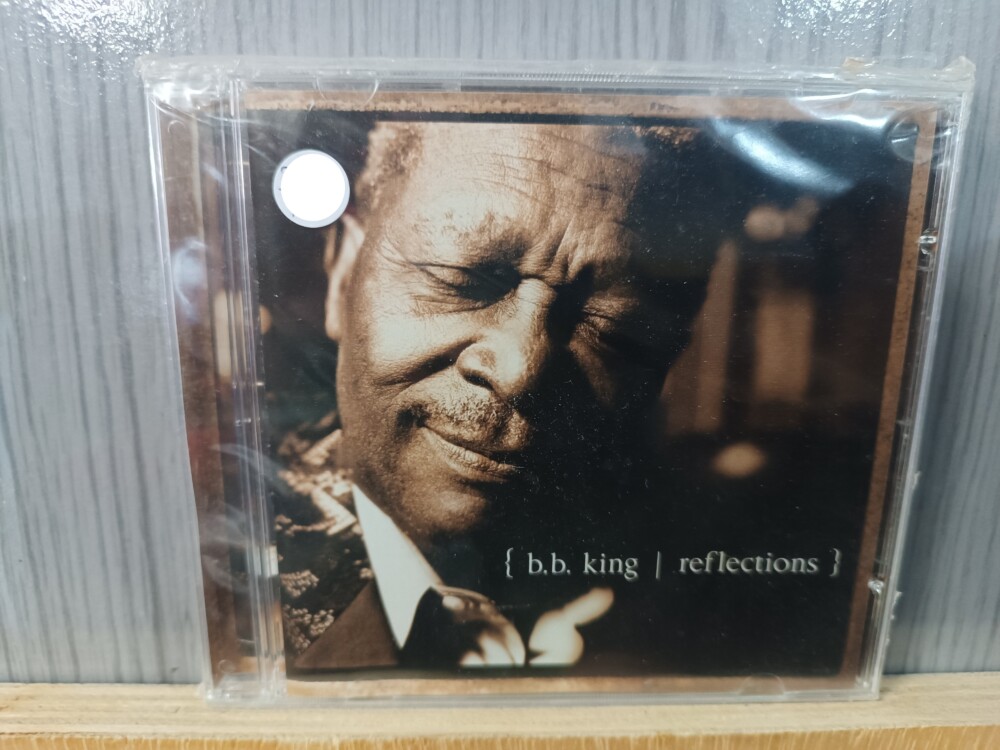 { b.b. king | reflections }